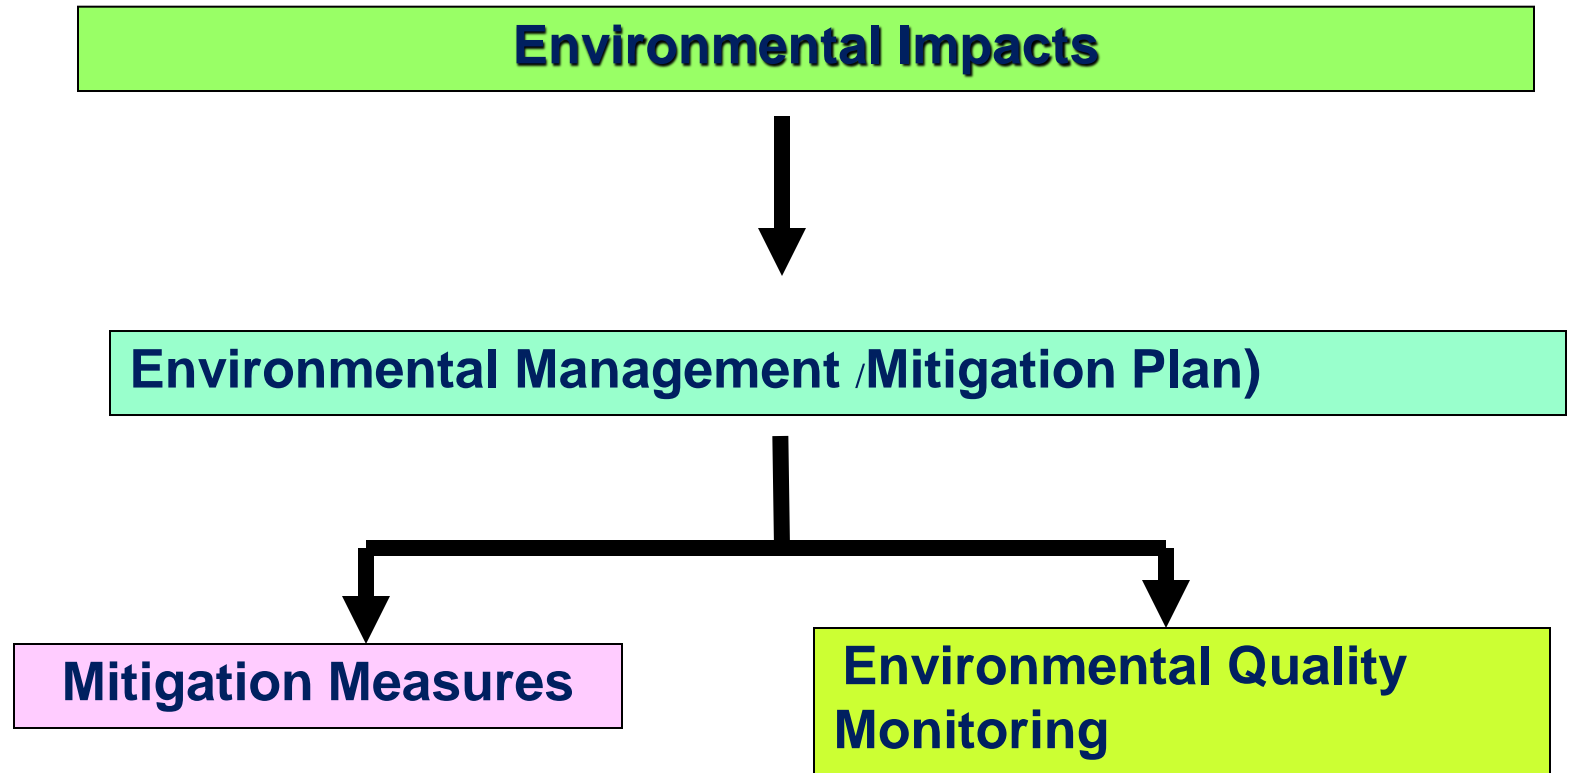 Environmental Impacts
Environmental Management /Mitigation Plan)
Mitigation Measures
Environmental Quality
Monitoring